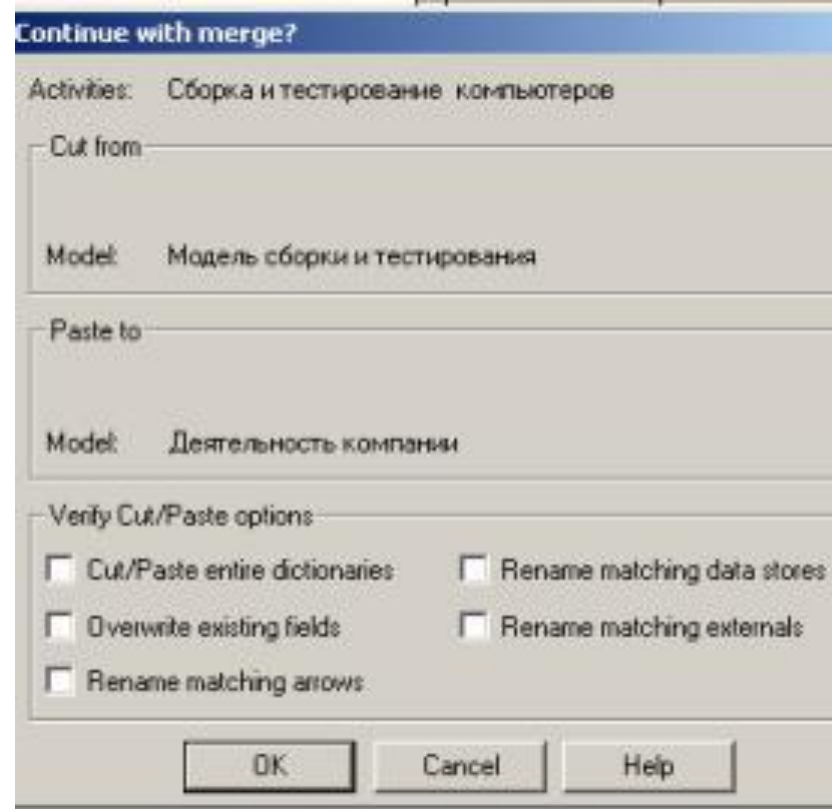 Continue with merge?
Activities: Сборка и тестирование компьютеров
Cut from
Model: Модель сборки и тестирования
Paste to
Model: Деятельность компании
Verify Cut/Paste options
Cut/Paste entire dictionaries Rename matching data stores
Overwrite existing fields Rename matching externals
Rename matching arrows
OK Cancel Help